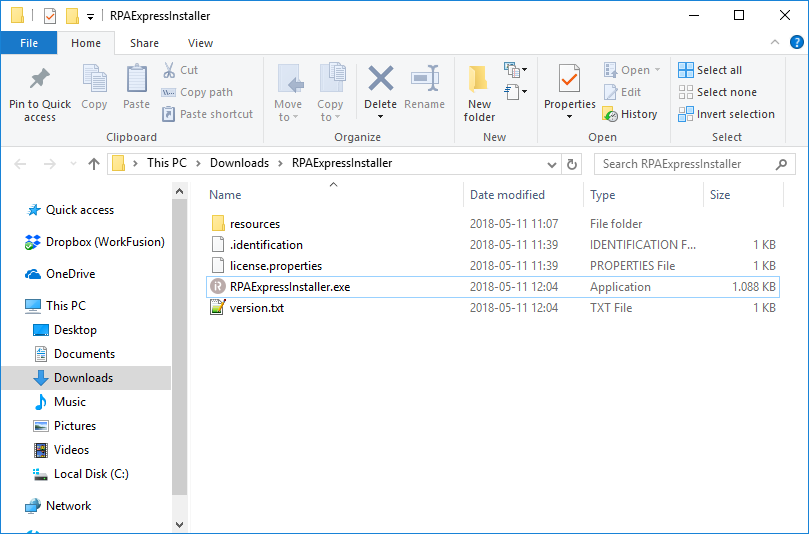 RPAExpressInstaller
File Home Share View
Pin to Quick access
Copy
Paste
Cut
Copy path
Paste shortcut
Clipboard
Move to
Copy to
Delete
Rename
Organize
New folder
New
Properties
Open
Edit
History
Open
Select all
Select none
Invert selection
Select
This PC Downloads RPAExpressInstaller
Search RPAExpressInstaller
Quick access
Dropbox (WorkFusion)
OneDrive
This PC
Desktop
Documents
Downloads
Music
Pictures
Videos
Local Disk (C:)
Network
Name Date modified Type Size
resources 2018-05-11 11:07 File folder
.identification 2018-05-11 11:39 IDENTIFICATION F... 1 KB
license.properties 2018-05-11 11:39 PROPERTIES File 1 KB
RPAExpressInstaller.exe 2018-05-11 12:04 Application 1.088 KB
version.txt 2018-05-11 12:04 TXT File 1 KB